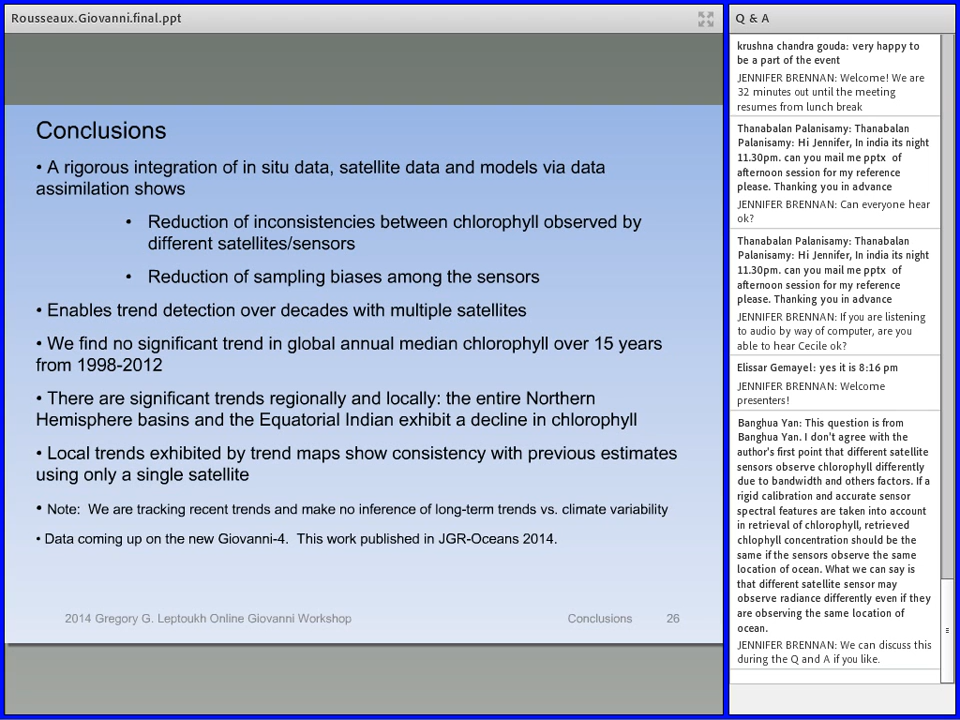 Rousseaux.Giovanni.final.ppt
Conclusions
• A rigorous integration of in situ data, satellite data and models via data
assimilation shows
• Reduction of inconsistencies between chlorophyll observed by
different satellites/sensors
• Reduction of sampling biases among the sensors
• Enables trend detection over decades with multiple satellites
• We find no significant trend in global annual median chlorophyll over 15 years
from 1998-2012
• There are significant trends regionally and locally: the entire Northern
Hemisphere basins and the Equatorial Indian exhibit a decline in chlorophyll
• Local trends exhibited by trend maps show consistency with previous estimates
using only a single satellite
• Note: We are tracking recent trends and make no inference of long-term trends vs. climate variability
• Data coming up on the new Giovanni-4. This work published in JGR-Oceans 2014.
2014 Gregory G. Leptoukh Online Giovanni Workshop
Conclusions
26
Q & A
krushna chandra gouda: very happy to
be a part of the event
JENNIFER BRENNAN: Welcome! We are
32 minutes out until the meeting
resumes from lunch break
Thanabalan Palanisamy: Thanabalan
Palanisamy: Hi Jennifer, In india its night
11.30pm. can you mail me pptx of
afternoon session for my reference
please. Thanking you in advance
JENNIFER BRENNAN: Can everyone hear
ok?
Thanabalan Palanisamy: Thanabalan
Palanisamy: Hi Jennifer, In india its night
11.30pm. can you mail me pptx of
afternoon session for my reference
please. Thanking you in advance
JENNIFER BRENNAN: If you are listening
to audio by way of computer, are you
able to hear Cecile ok?
Elissar Gemayel: yes it is 8:16 pm
JENNIFER BRENNAN: Welcome
presenters!
Banghua Yan: This question is from
Banghua Yan. I don't agree with the
author's first point that different satellite
sensors observe chlorophyll differently
due to bandwidth and others factors. If a
rigid calibration and accurate sensor
spectral features are taken into account
in retrieval of chlorophyll, retrieved
chlophyll concentration should be the
same if the sensors observe the same
location of ocean. What we can say is
that different satellite sensor may
observe radiance differently even if they
are observing the same location of
ocean.
JENNIFER BRENNAN: We can discuss this
during the Q and A if you like.